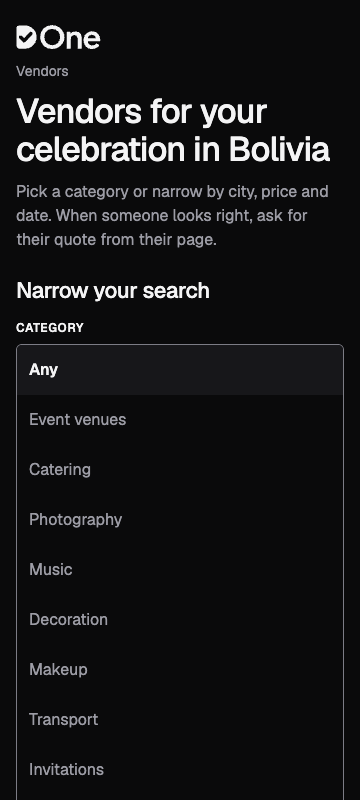 One
Vendors
Vendors for your
celebration in Bolivia
Pick a category or narrow by city, price and
date. When someone looks right, ask for
their quote from their page.
Narrow your search
CATEGORY
Any
Event venues
Catering
Photography
Music
Decoration
Makeup
Transport
Invitations